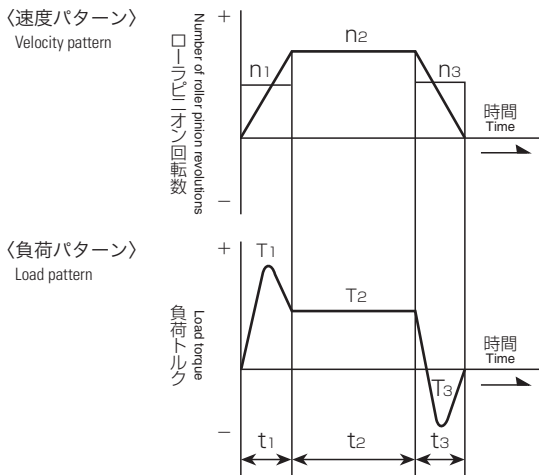 〈速度パターン〉
Velocity pattern
+
Number of roller pinion revolutions
ローラピニオン回転数
−
n1
n2
n3
時間
Time
〈負荷パターン〉
Load pattern
+
Load torque
負荷トルク
−
T1
T2
T3
時間
Time
t1
t2
t3